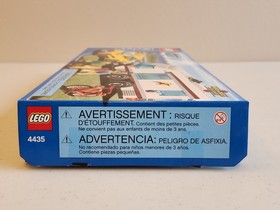 LEGO
4435
AVERTISSEMENT: RISQUE
D'ÉTOUFFEMENT. Contient des petites pièces.
Ne convient pas aux enfants de moins de 3 ans.
ADVERTENCIA: PELIGRO DE ASFIXIA.
No recomendado para niños menores de 3 años.
Contiene piezas pequeñas.